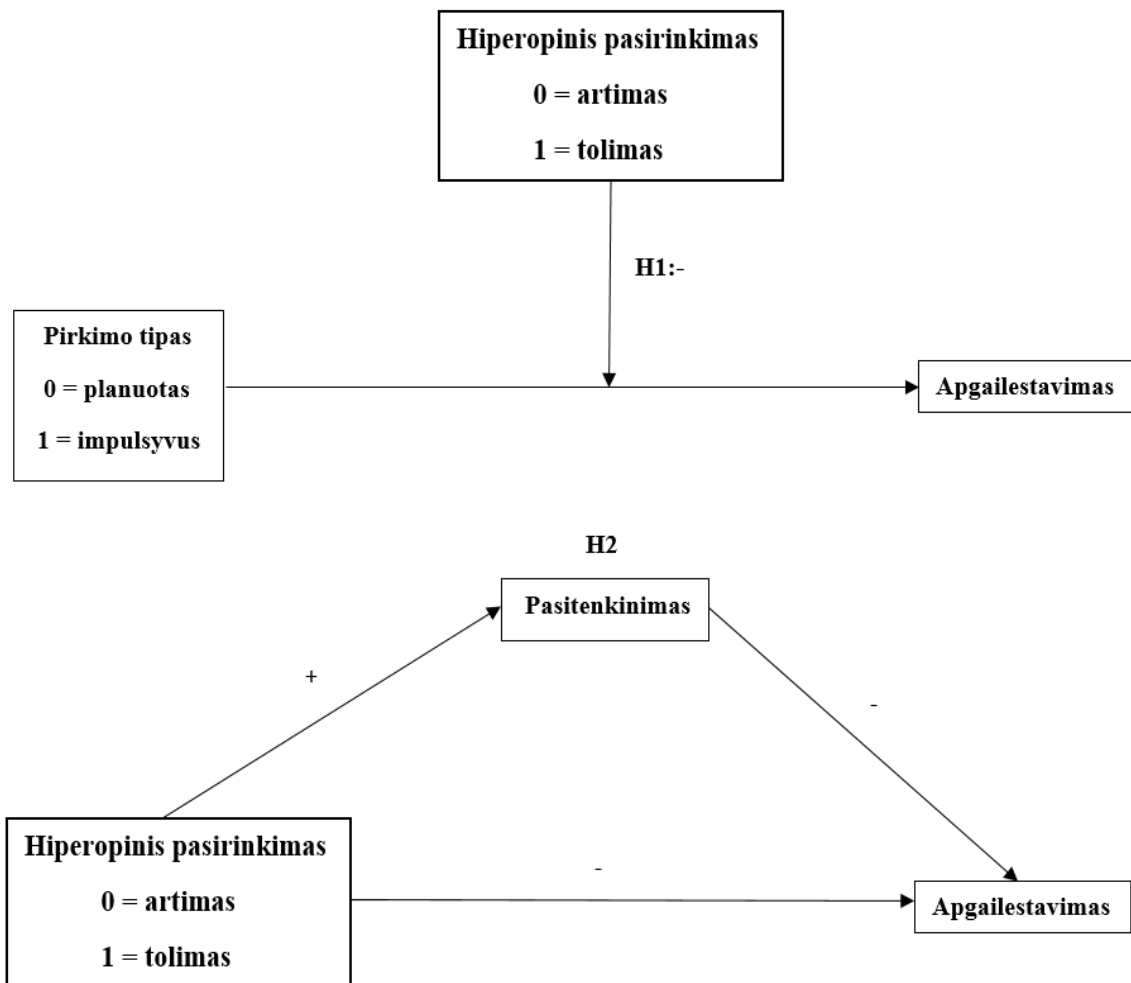 Hiperopinis pasirinkimas
0 = artimas
1 = tolimas
H1:-
Pirkimo tipas
0 = planuotas
1 = impulsyvus
Apgailestavimas
H2
Pasitenkinimas
+
-
Hiperopinis pasirinkimas
0 = artimas
1 = tolimas
-
Apgailestavimas